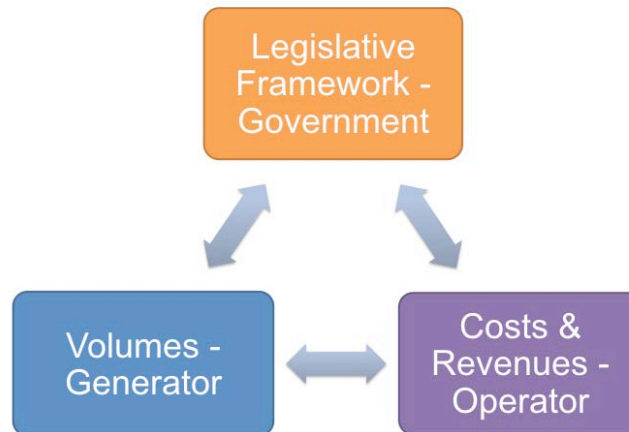 Legislative
Framework -
Government
Volumes -
Generator
Costs &
Revenues -
Operator